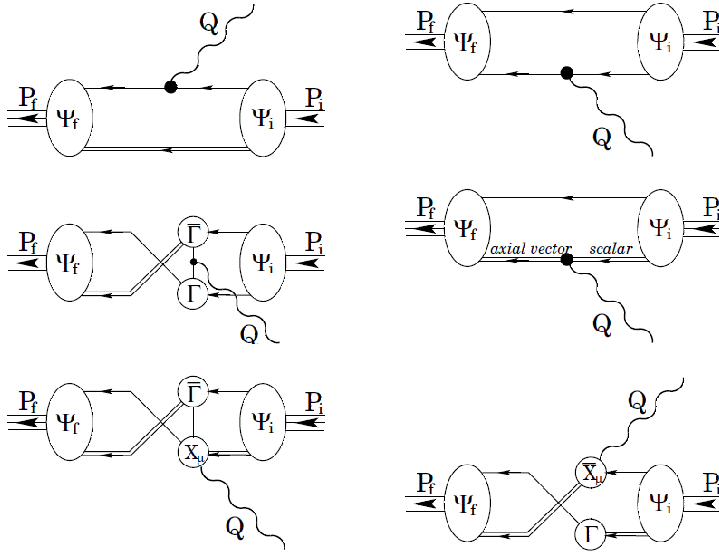 Q
P_f Ψ_f Ψ_i P_i
P_f Ψ_f Ψ_i P_i
Q
Γ̄
P_f Ψ_f Ψ_i P_i
Γ
Q
P_f Ψ_f Ψ_i P_i
axial vector scalar
Q
Γ̄
P_f Ψ_f Ψ_i P_i
X_μ
Q
Q
X̄_μ
P_f Ψ_f Ψ_i P_i
Γ